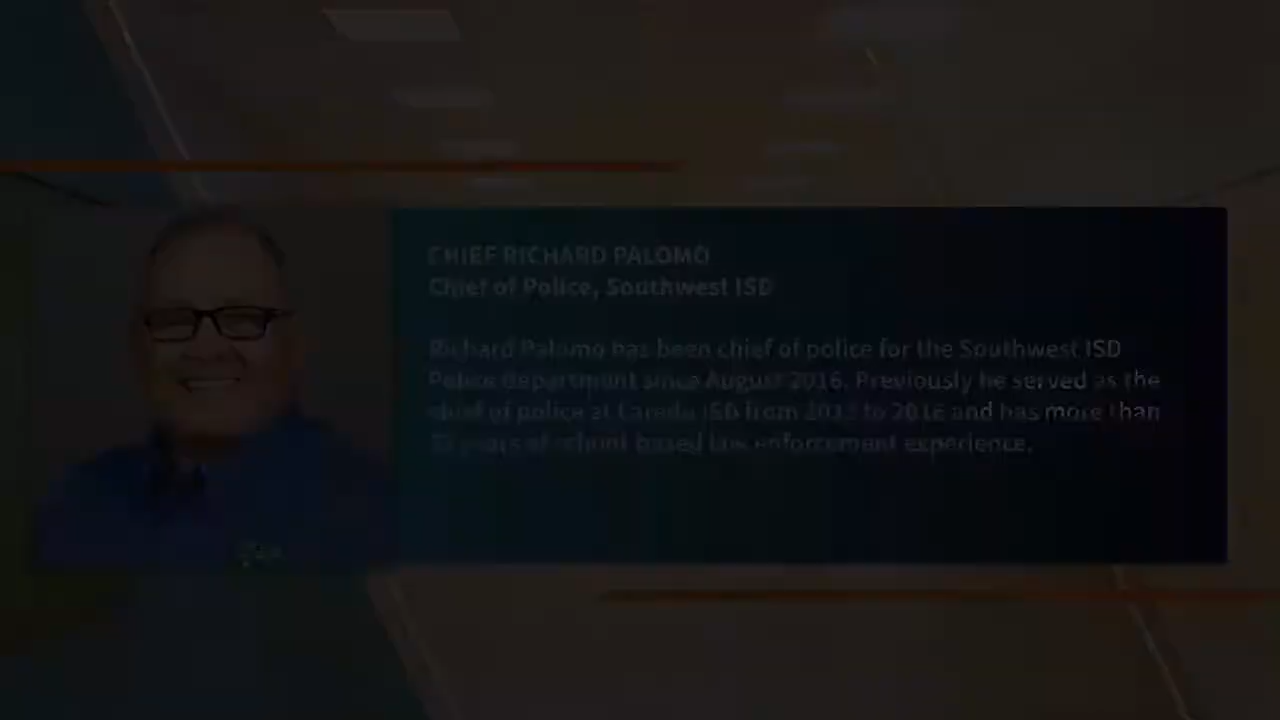 CHIEF RICHARD PALOMO
Chief of Police, Southwest ISD
Richard Palomo has been chief of police for the Southwest ISD
Police department since August 2016. Previously he served as the
chief of police at Laredo ISD from 2013 to 2016 and has more than
years of school based law enforcement experience.